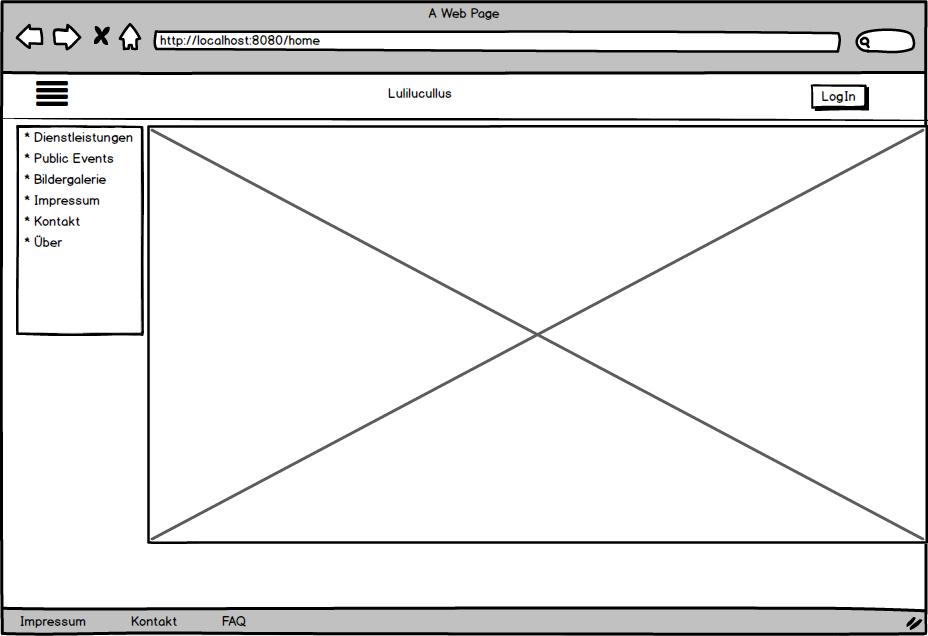 A Web Page
http://localhost:8080/home
Lulilucullus
LogIn
* Dienstleistungen
* Public Events
* Bildergalerie
* Impressum
* Kontakt
* Über
Impressum Kontakt FAQ